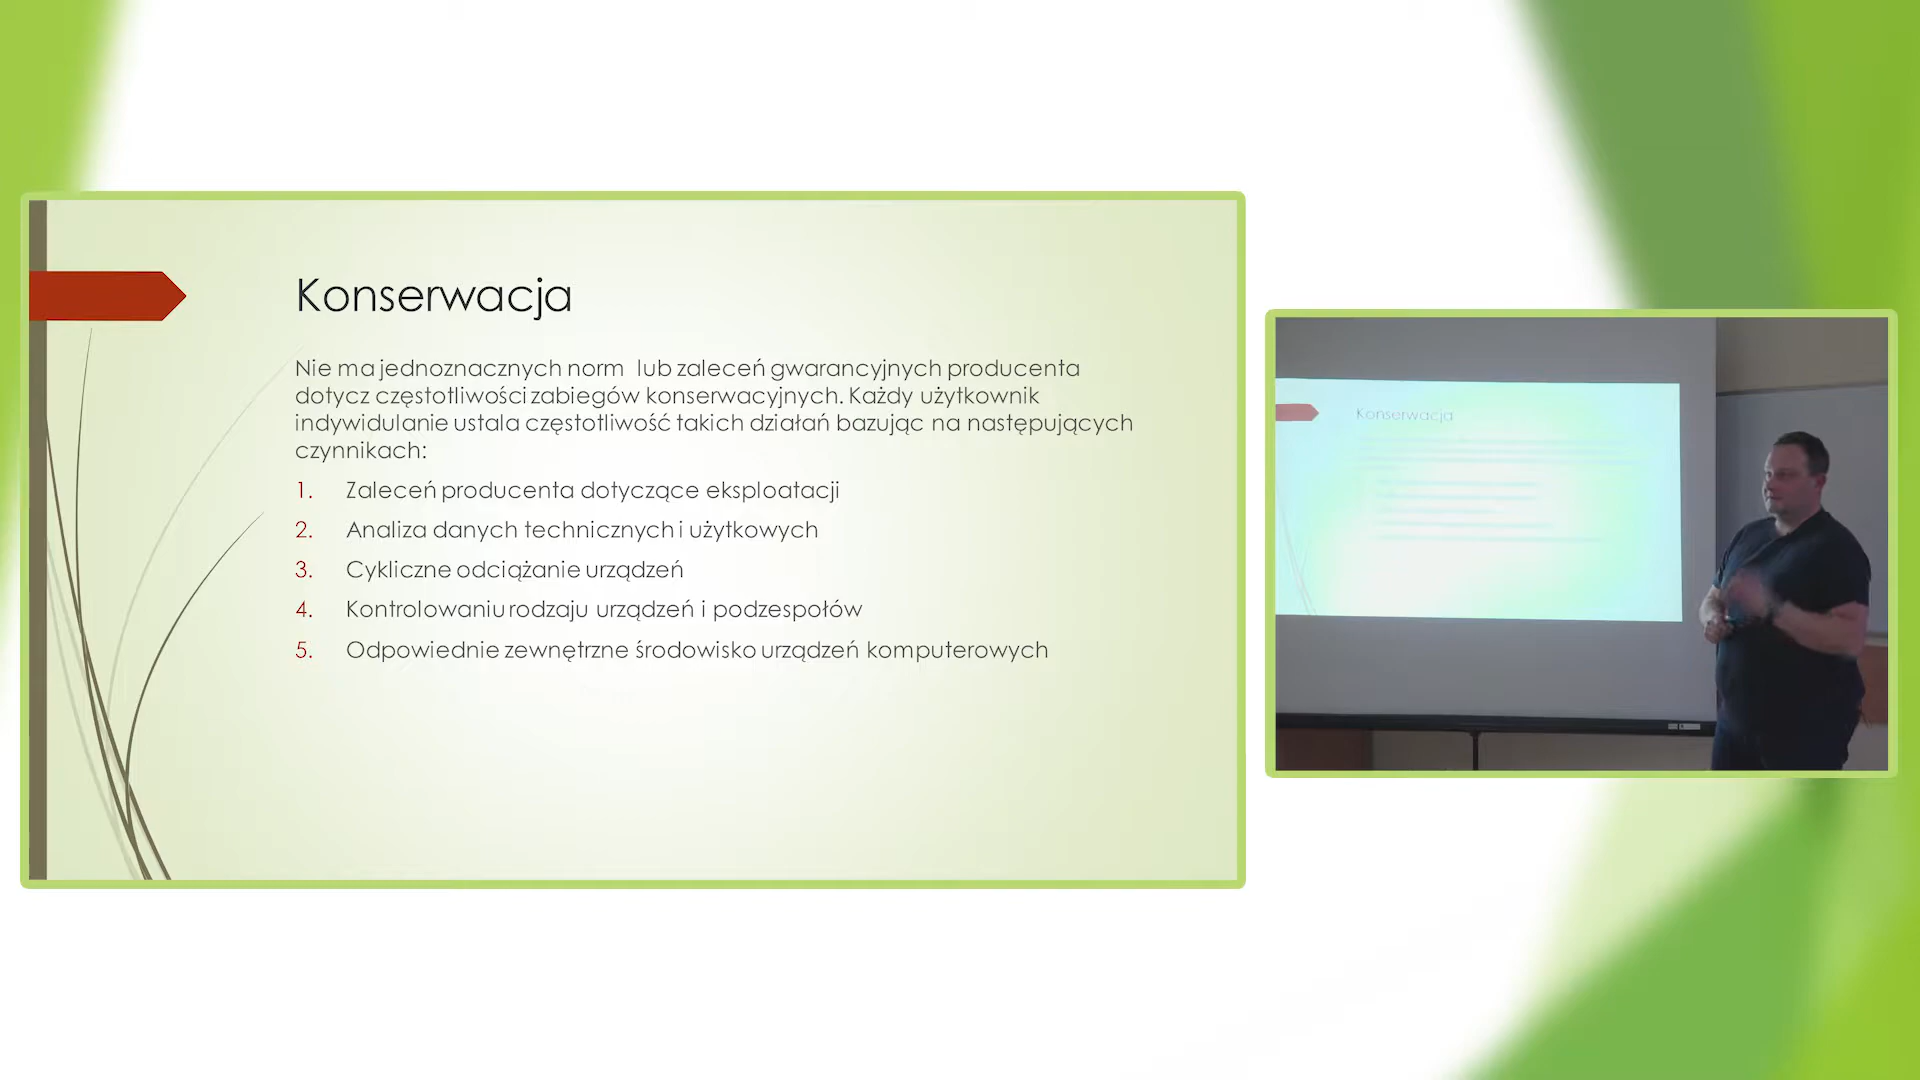 Konserwacja
Nie ma jednoznacznych norm lub zaleceń gwarancyjnych producenta
dotycz częstotliwości zabiegów konserwacyjnych. Każdy użytkownik
indywidulanie ustala częstotliwość takich działań bazując na następujących
czynnikach:
1. Zaleceń producenta dotyczące eksploatacji
2. Analiza danych technicznych i użytkowych
3. Cykliczne odciążanie urządzeń
4. Kontrolowaniu rodzaju urządzeń i podzespołów
5. Odpowiednie zewnętrzne środowisko urządzeń komputerowych
Konserwacja